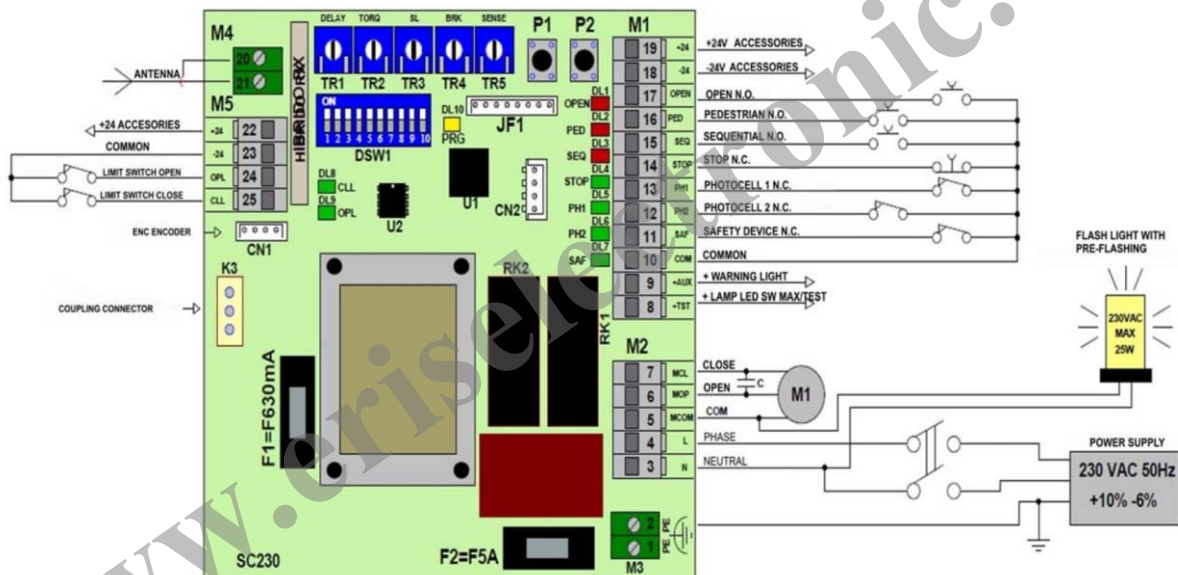 DELAY TORQ SL BRK SENSE
P1 P2 M1
M4
20
21
ANTENNA
M5
TR1 TR2 TR3 TR4 TR5
ON
1 2 3 4 5 6 7 8 9 10
DSW1
DL10
PRG
JF1
+24 ACCESORIES +24 22
COMMON -24 23
LIMIT SWITCH OPEN OPL 24
LIMIT SWITCH CLOSE CLL 25
ENC ENCODER CN1
K3
COUPLING CONNECTOR
DL8
CLL
DL9
OPL
U2
U1
CN2
DL1
OPEN
DL2
PED
DL3
SEQ
DL4
STOP
DL5
PH1
DL6
PH2
DL7
SAF
19 +24 +24V ACCESSORIES
18 -24 -24V ACCESSORIES
17 OPEN OPEN N.O.
16 PED PEDESTRIAN N.O.
15 SEQ SEQUENTIAL N.O.
14 STOP STOP N.C.
13 PH1 PHOTOCELL 1 N.C.
12 PH2 PHOTOCELL 2 N.C.
11 SAF SAFETY DEVICE N.C.
10 COM COMMON
9 +AUX + WARNING LIGHT
8 +TST + LAMP LED SW MAX/TEST
RK2
RK1
M2
7 MCL CLOSE
6 MOP OPEN
5 MCOM COM
4 L PHASE
3 N NEUTRAL
C
M1
FLASH LIGHT WITH
PRE-FLASHING
230VAC
MAX
25W
POWER SUPPLY
230 VAC 50Hz
+10% -6%
F1=F630mA
F2=F5A
2 PE
1 PE
M3
SC230
www.eriselectronic.